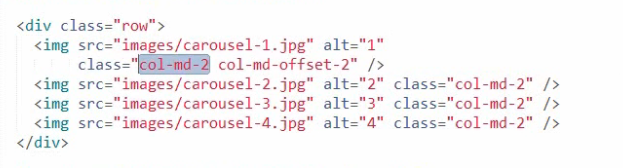 <div class="row">
<img src="images/carousel-1.jpg" alt="1"
class="col-md-2 col-md-offset-2" />
<img src="images/carousel-2.jpg" alt="2" class="col-md-2" />
<img src="images/carousel-3.jpg" alt="3" class="col-md-2" />
<img src="images/carousel-4.jpg" alt="4" class="col-md-2" />
</div>